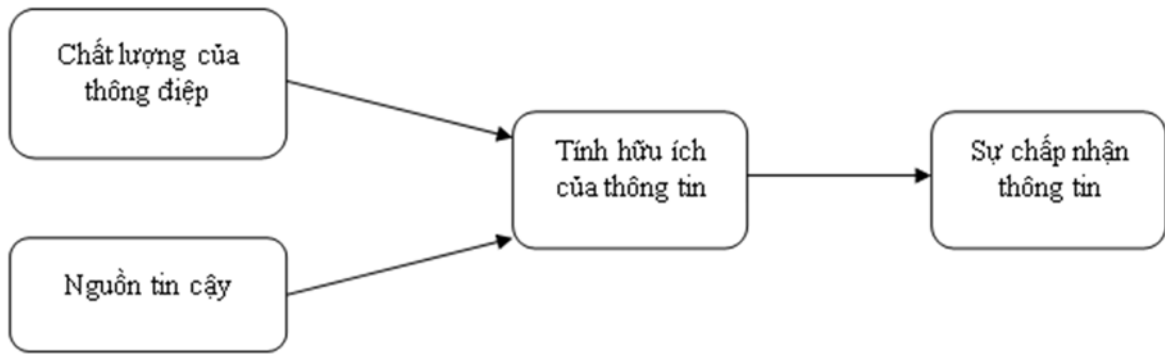 Chất lượng của
thông điệp
Nguồn tin cậy
Tính hữu ích
của thông tin
Sự chấp nhận
thông tin